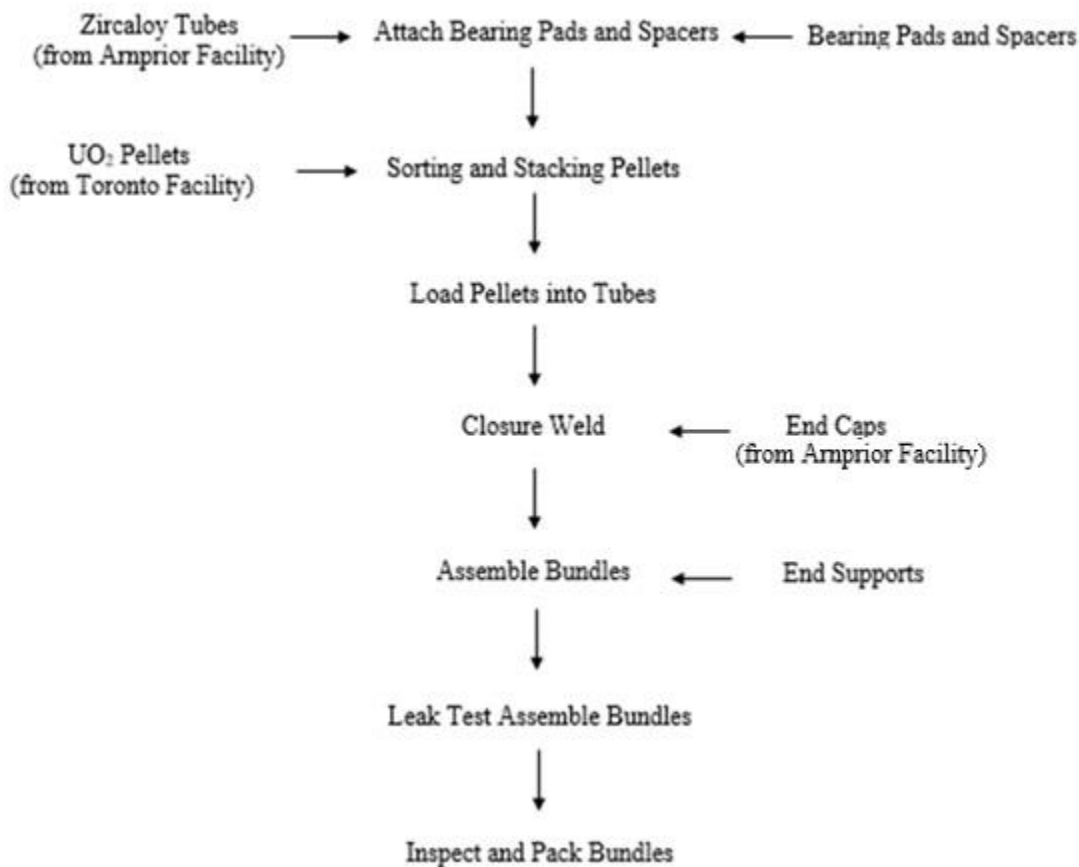 Zircaloy Tubes
(from Arnprior Facility)
Attach Bearing Pads and Spacers
Bearing Pads and Spacers
UO₂ Pellets
(from Toronto Facility)
Sorting and Stacking Pellets
Load Pellets into Tubes
Closure Weld
End Caps
(from Arnprior Facility)
Assemble Bundles
End Supports
Leak Test Assemble Bundles
Inspect and Pack Bundles